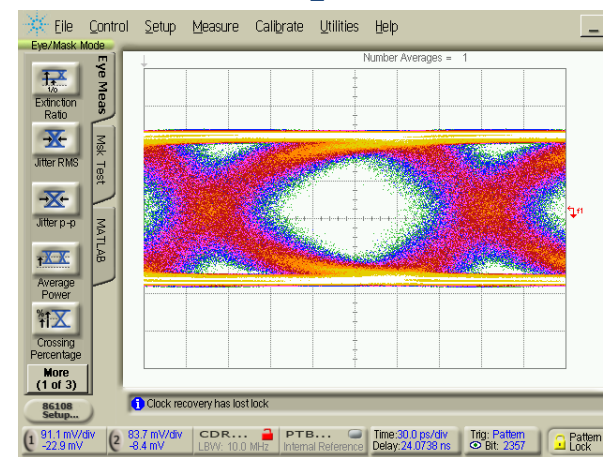 File Control Setup Measure Calibrate Utilities Help
Eye/Mask Mode
Number Averages = 1
1/0
Extinction
Ratio
Jitter RMS
Jitter p-p
Average
Power
%
Crossing
Percentage
More
(1 of 3)
Eye Meas
Msk Test
MATLAB
f1
86108
Setup...
Clock recovery has lost lock
1 91.1 mV/div
-22.9 mV
2 83.7 mV/div
-8.4 mV
CDR...
LBW: 10.0 MHz
PTB...
Internal Reference
Time:30.0 ps/div
Delay:24.0738 ns
Trig: Pattern
Bit: 2357
Pattern
Lock